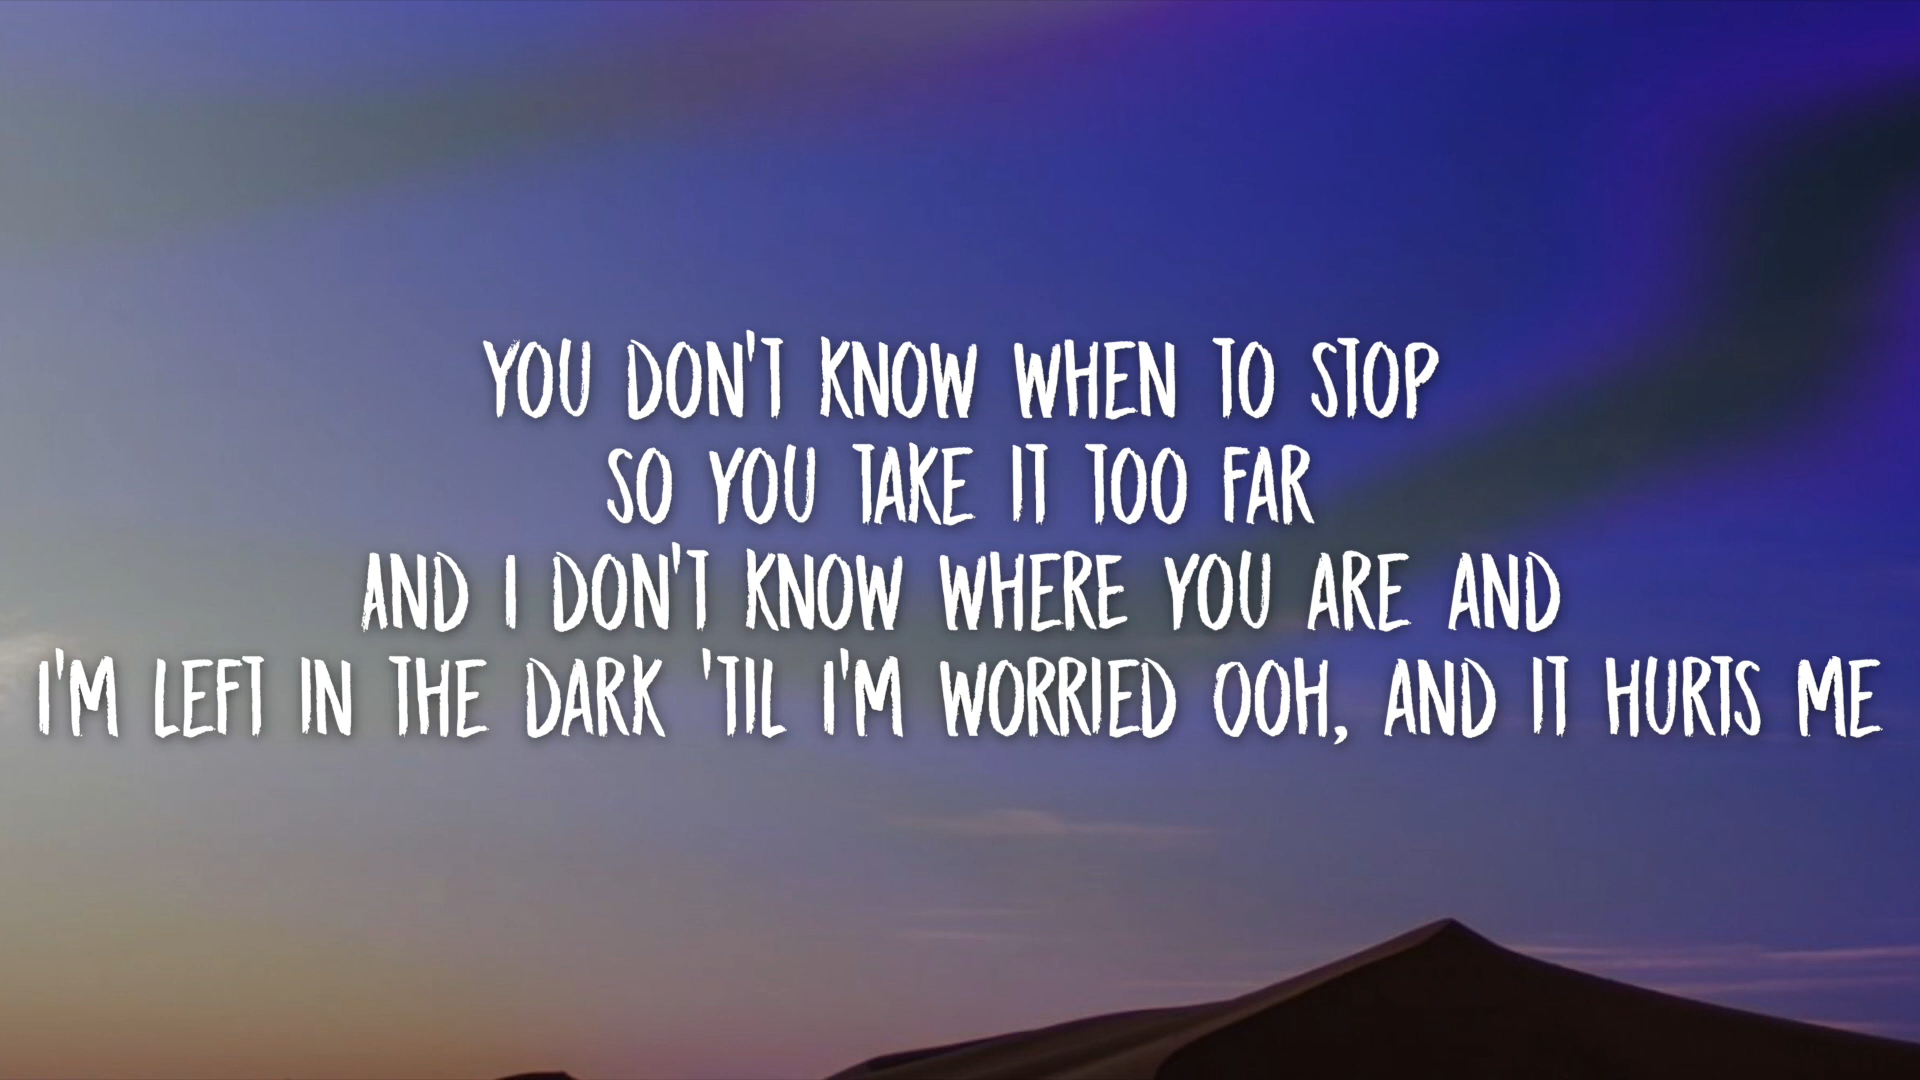 YOU DON'T KNOW WHEN TO STOP
SO YOU TAKE IT TOO FAR
AND I DON'T KNOW WHERE YOU ARE AND
I'M LEFT IN THE DARK 'TIL I'M WORRIED OOH, AND IT HURTS ME